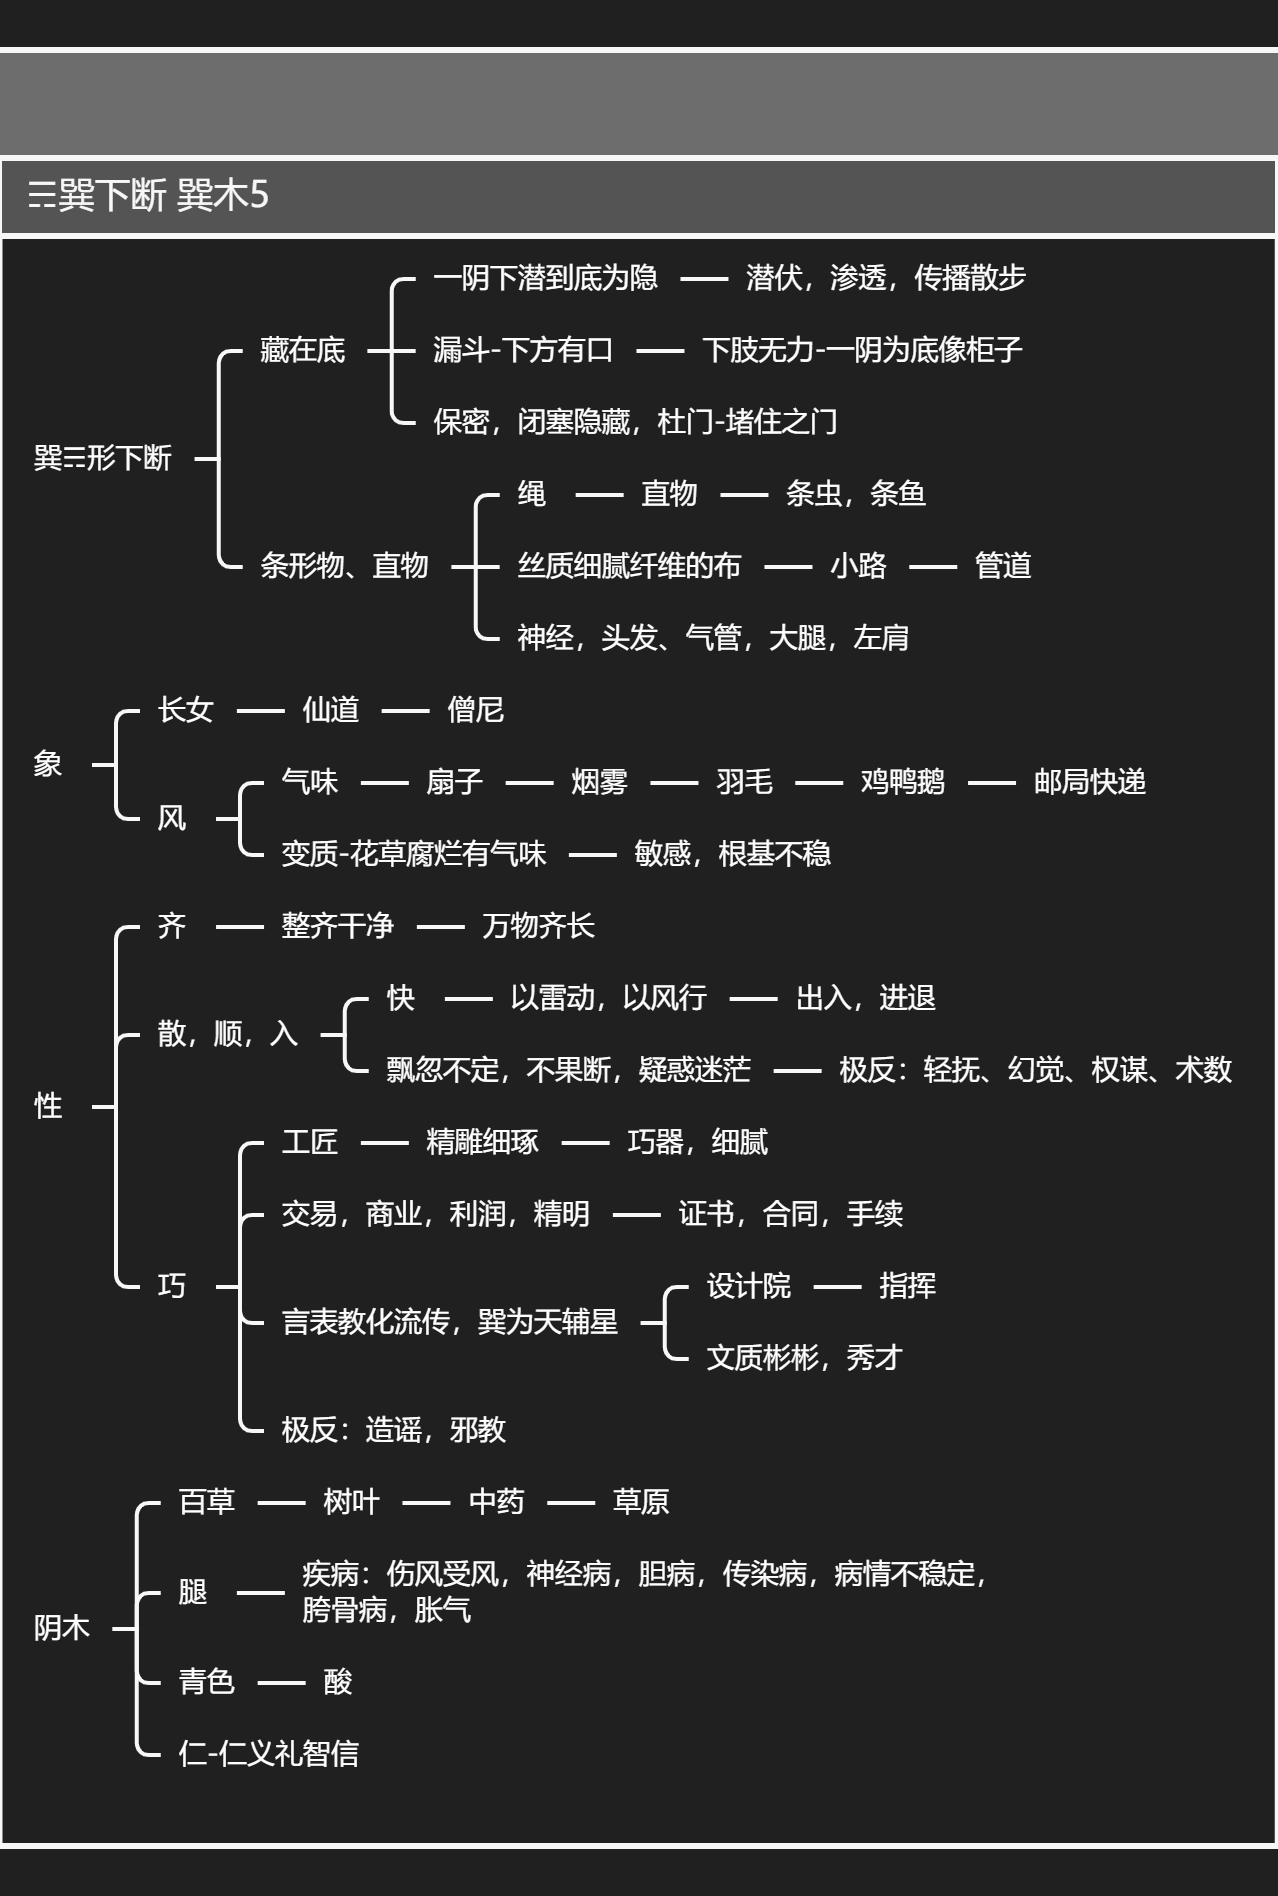 ☴巽下断 巽木5
一阴下潜到底为隐 潜伏，渗透，传播散步
藏在底 漏斗-下方有口 下肢无力-一阴为底像柜子
保密，闭塞隐藏，杜门-堵住之门
巽☴形下断
绳 直物 条虫，条鱼
条形物、直物 丝质细腻纤维的布 小路 管道
神经，头发、气管，大腿，左肩
长女 仙道 僧尼
象
气味 扇子 烟雾 羽毛 鸡鸭鹅 邮局快递
风
变质-花草腐烂有气味 敏感，根基不稳
齐 整齐干净 万物齐长
快 以雷动，以风行 出入，进退
散，顺，入
飘忽不定，不果断，疑惑迷茫 极反：轻抚、幻觉、权谋、术数
性
工匠 精雕细琢 巧器，细腻
交易，商业，利润，精明 证书，合同，手续
巧 设计院 指挥
言表教化流传，巽为天辅星
文质彬彬，秀才
极反：造谣，邪教
百草 树叶 中药 草原
腿 疾病：伤风受风，神经病，胆病，传染病，病情不稳定，
胯骨病，胀气
阴木
青色 酸
仁-仁义礼智信